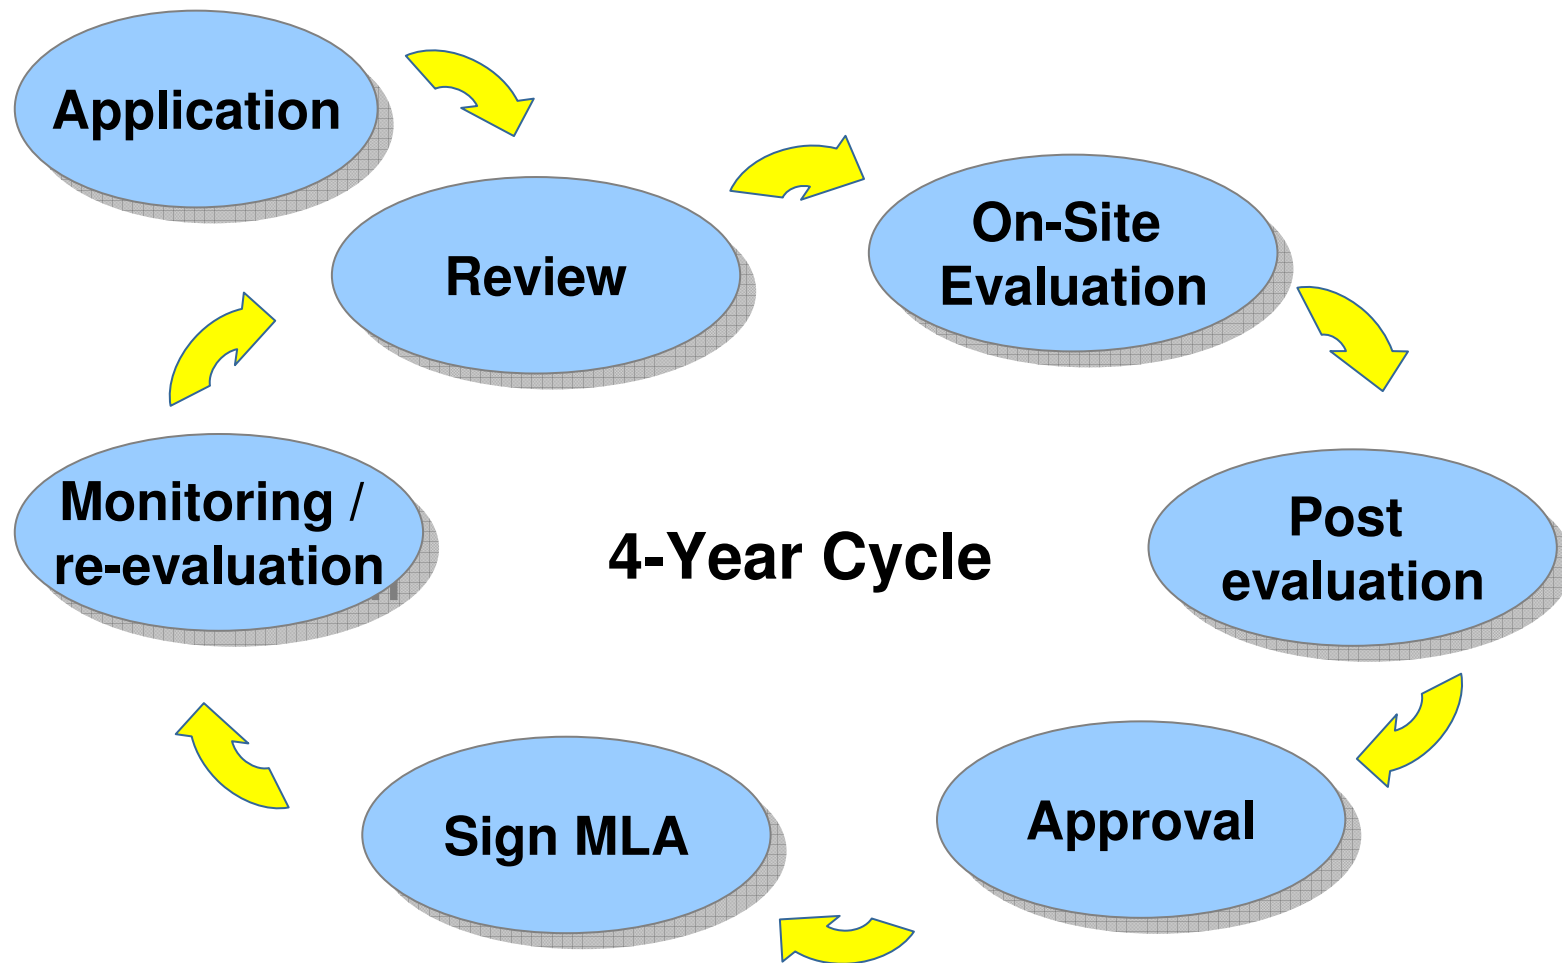 Application
Review
On-Site
Evaluation
Post
evaluation
Approval
Sign MLA
Monitoring /
re-evaluation
4-Year Cycle